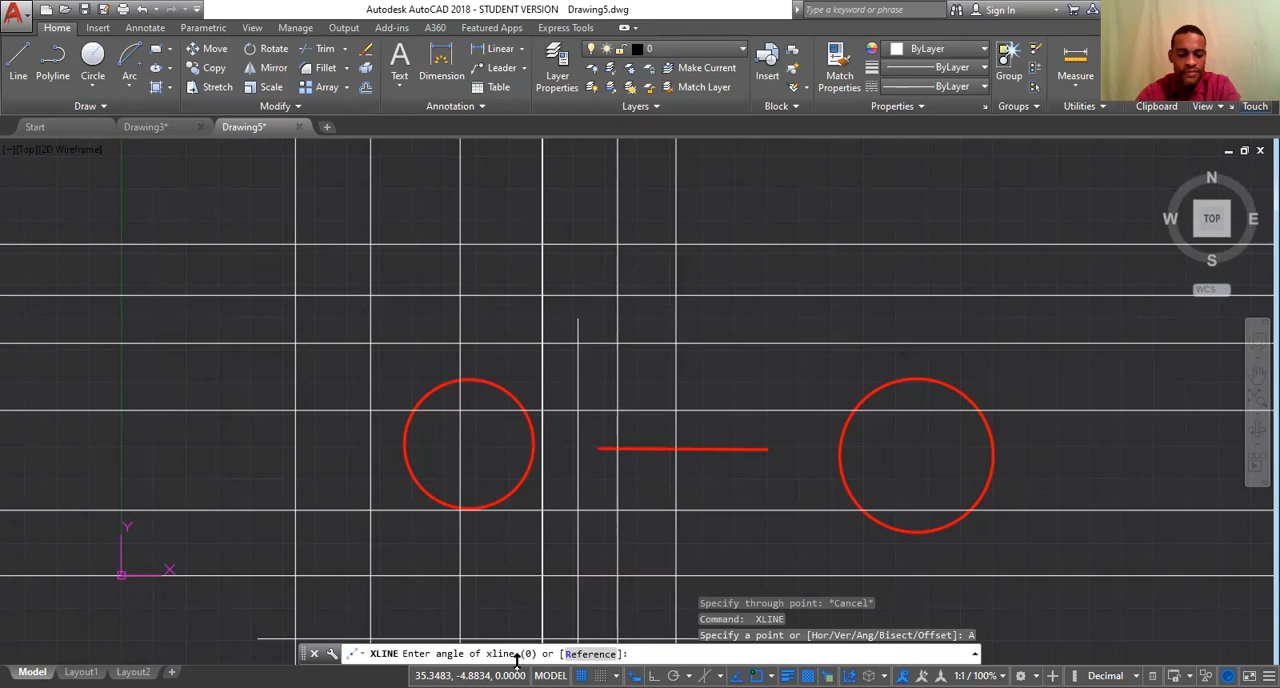 Autodesk AutoCAD 2018 - STUDENT VERSION Drawing5.dwg
Type a keyword or phrase
Sign In
Home Insert Annotate Parametric View Manage Output Add-ins A360 Featured Apps Express Tools
Move Rotate Trim
Copy Mirror Fillet
Stretch Scale Array
Line Polyline Circle Arc
Text Dimension
Linear
Leader
Table
Layer Properties
0
Make Current
Match Layer
Insert
Match Properties
ByLayer
ByLayer
ByLayer
Group
Measure
Draw Modify Annotation Layers Block Properties Groups Utilities Clipboard View Touch
Start Drawing3* Drawing5*
[−][Top][2D Wireframe]
N
W TOP E
S
WCS
Y
X
Specify through point: *Cancel*
Command: XLINE
Specify a point or [Hor/Ver/Ang/Bisect/Offset]: A
XLINE Enter angle of xline (0) or [Reference]:
Model Layout1 Layout2
35.3483, -4.8834, 0.0000 MODEL 1:1 / 100% Decimal